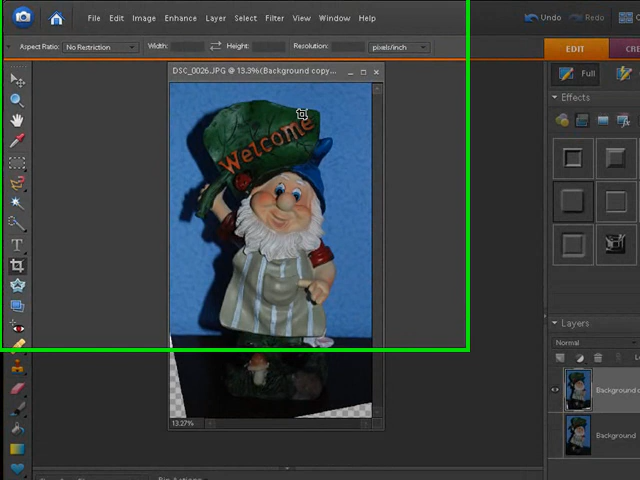 File Edit Image Enhance Layer Select Filter View Window Help
Undo Redo
Aspect Ratio: No Restriction Width: Height: Resolution: pixels/inch
EDIT CRE
DSC_0026.JPG @ 13.3%(Background copy...
Full
Effects
Welcome
T
Layers
Normal
Background c
Background
13.27%